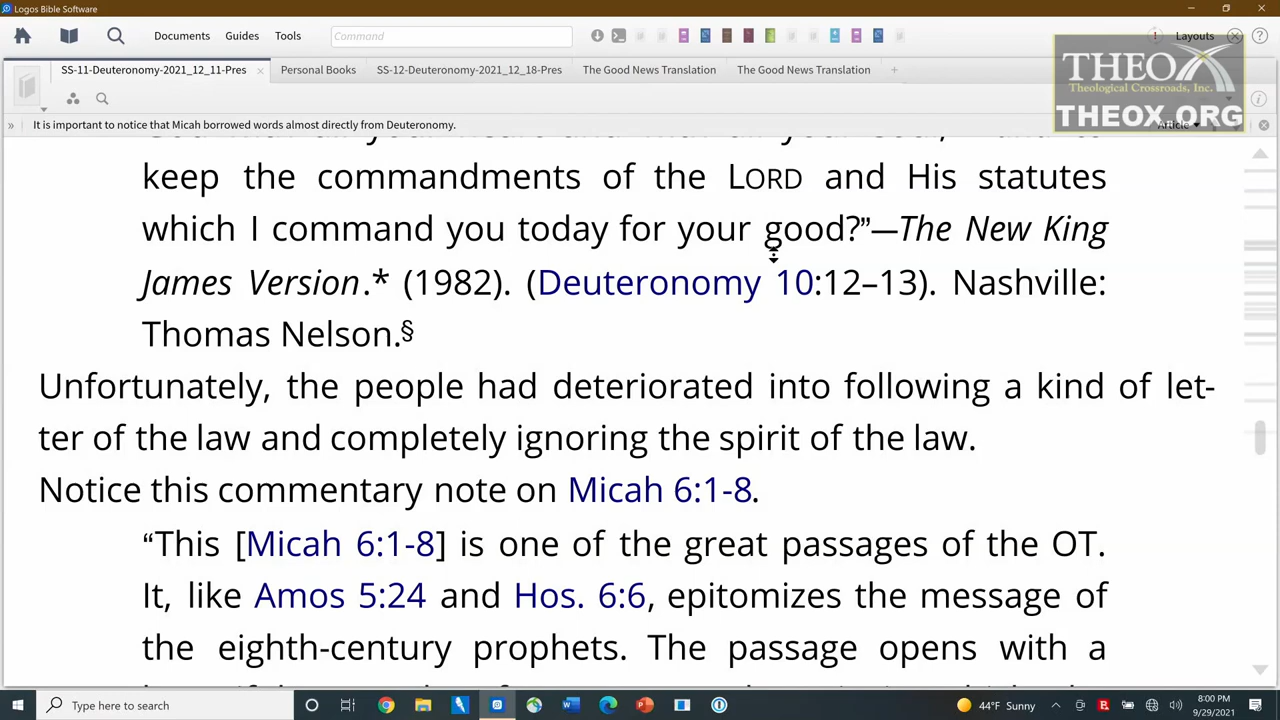 Logos Bible Software
Documents Guides Tools Command Layouts
SS-11-Deuteronomy-2021_12_11-Pres Personal Books SS-12-Deuteronomy-2021_12_18-Pres The Good News Translation The Good News Translation
THEOX
Theological Crossroads, Inc.
THEOX.ORG
It is important to notice that Micah borrowed words almost directly from Deuteronomy.
Article
keep the commandments of the LORD and His statutes
which I command you today for your good?”—The New King
James Version.* (1982). (Deuteronomy 10:12–13). Nashville:
Thomas Nelson.§
Unfortunately, the people had deteriorated into following a kind of let-
ter of the law and completely ignoring the spirit of the law.
Notice this commentary note on Micah 6:1-8.
“This [Micah 6:1-8] is one of the great passages of the OT.
It, like Amos 5:24 and Hos. 6:6, epitomizes the message of
the eighth-century prophets. The passage opens with a
Type here to search
44°F Sunny
8:00 PM
9/29/2021